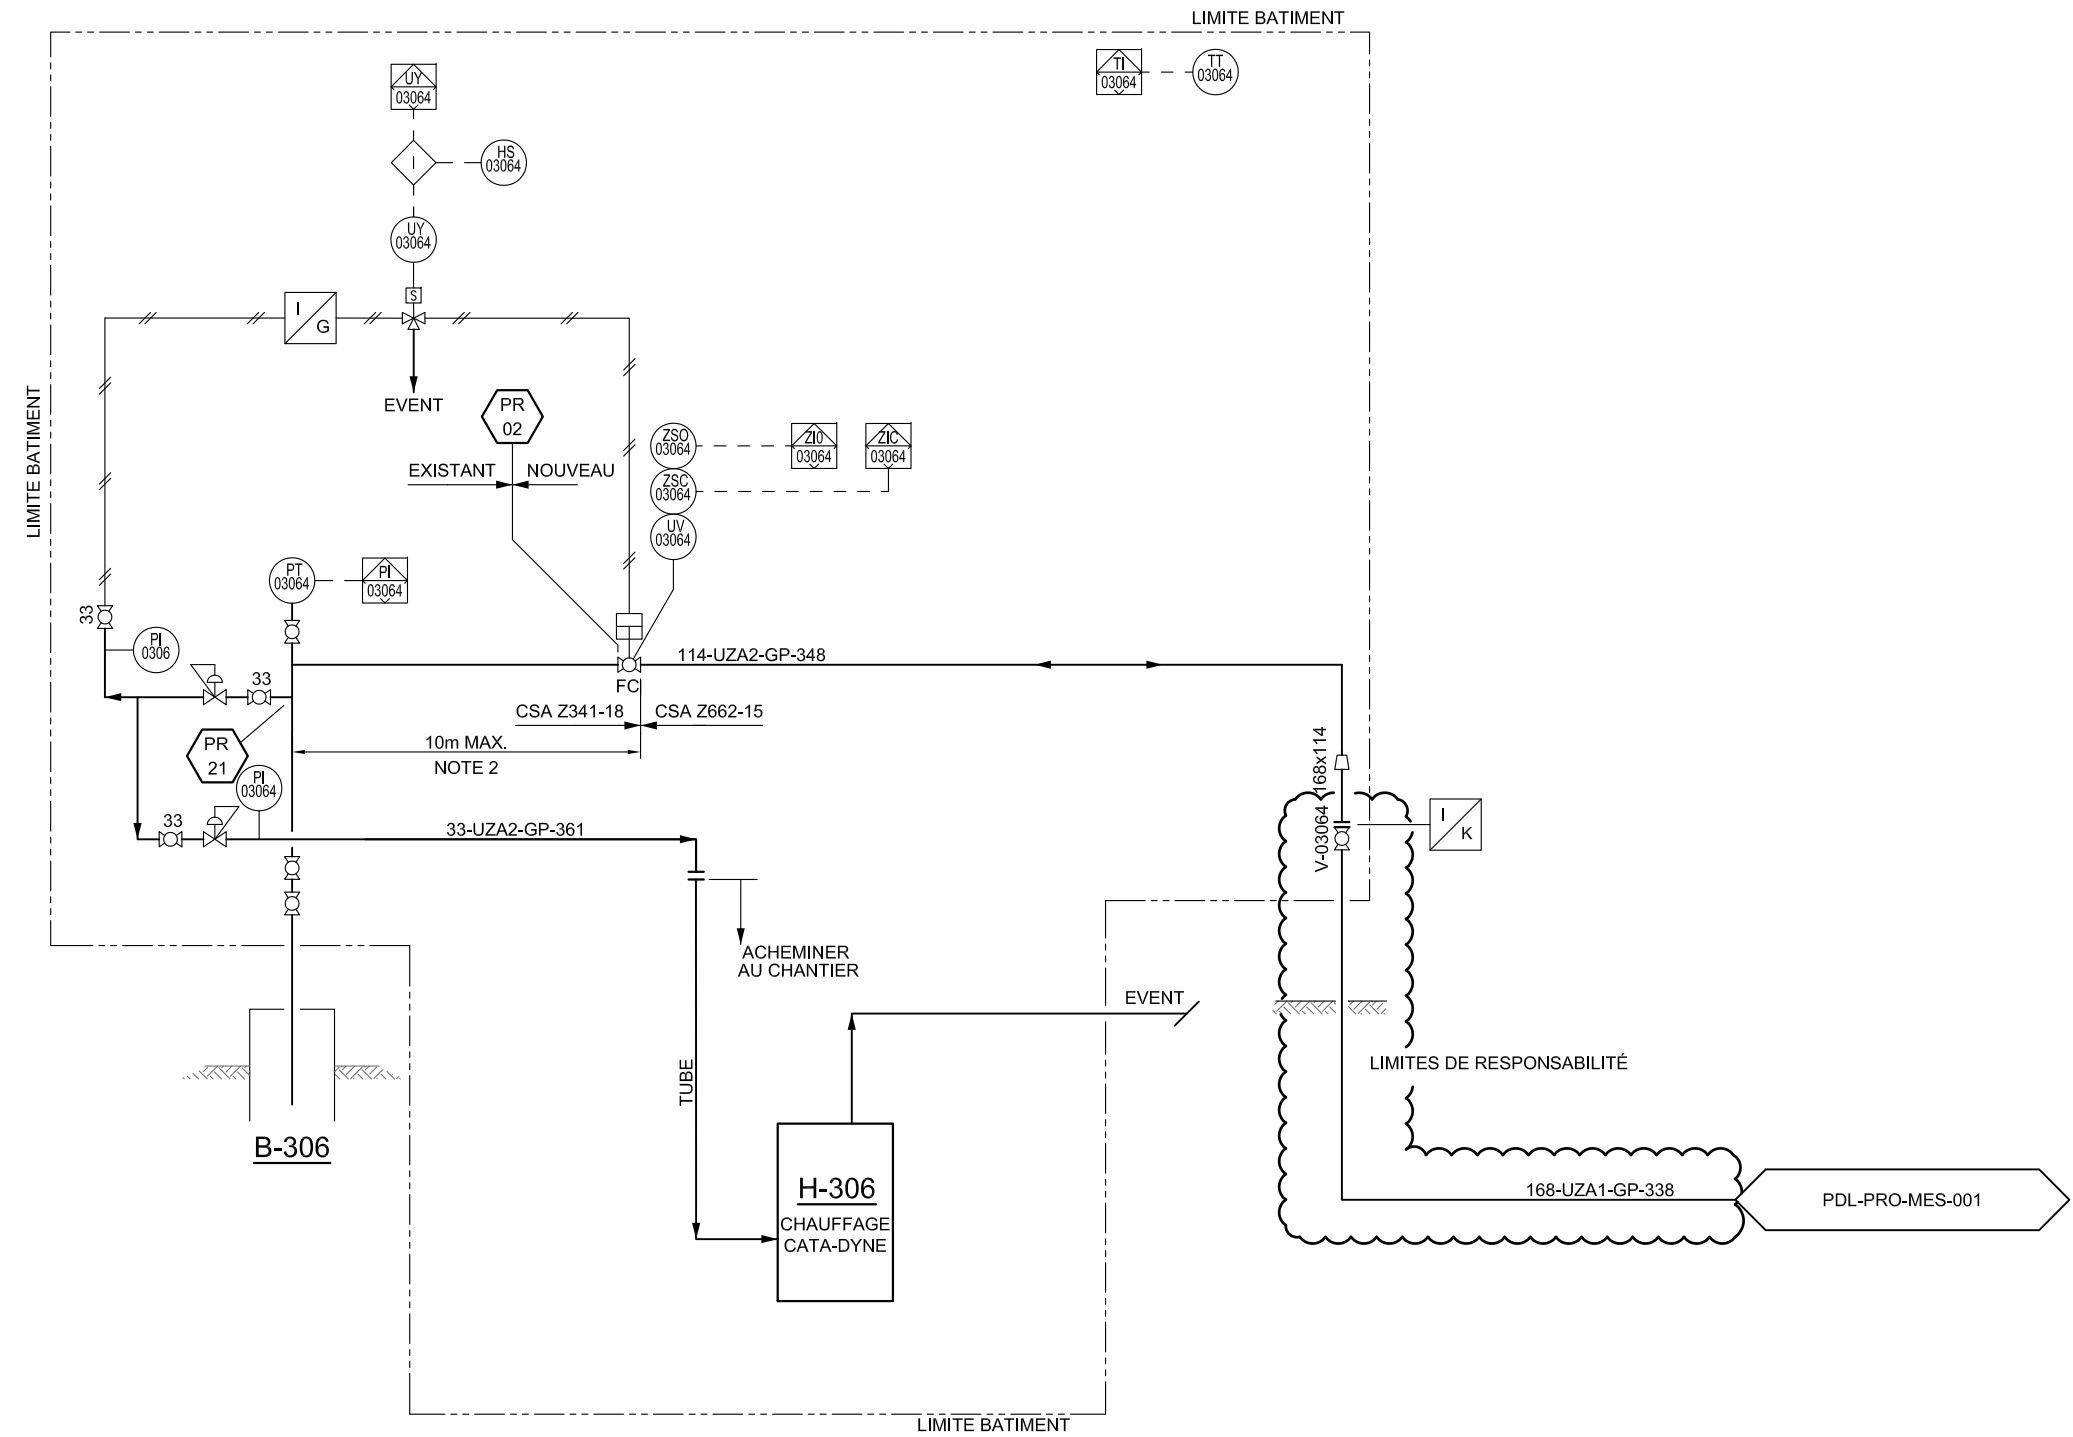 LIMITE BATIMENT
UY
03064
TI
03064
TT
03064
I
HS
03064
UY
03064
S
I
G
EVENT
LIMITE BATIMENT
PR
02
EXISTANT
NOUVEAU
ZSO
03064
ZI0
03064
ZIC
03064
ZSC
03064
UV
03064
PT
03064
PI
03064
33
PI
0306
33
114-UZA2-GP-348
FC
CSA Z341-18
CSA Z662-15
10m MAX.
NOTE 2
PR
21
PI
03064
33
33-UZA2-GP-361
168x114
V-03064
I
K
ACHEMINER
AU CHANTIER
EVENT
TUBE
LIMITES DE RESPONSABILITÉ
B-306
H-306
CHAUFFAGE
CATA-DYNE
168-UZA1-GP-338
PDL-PRO-MES-001
LIMITE BATIMENT